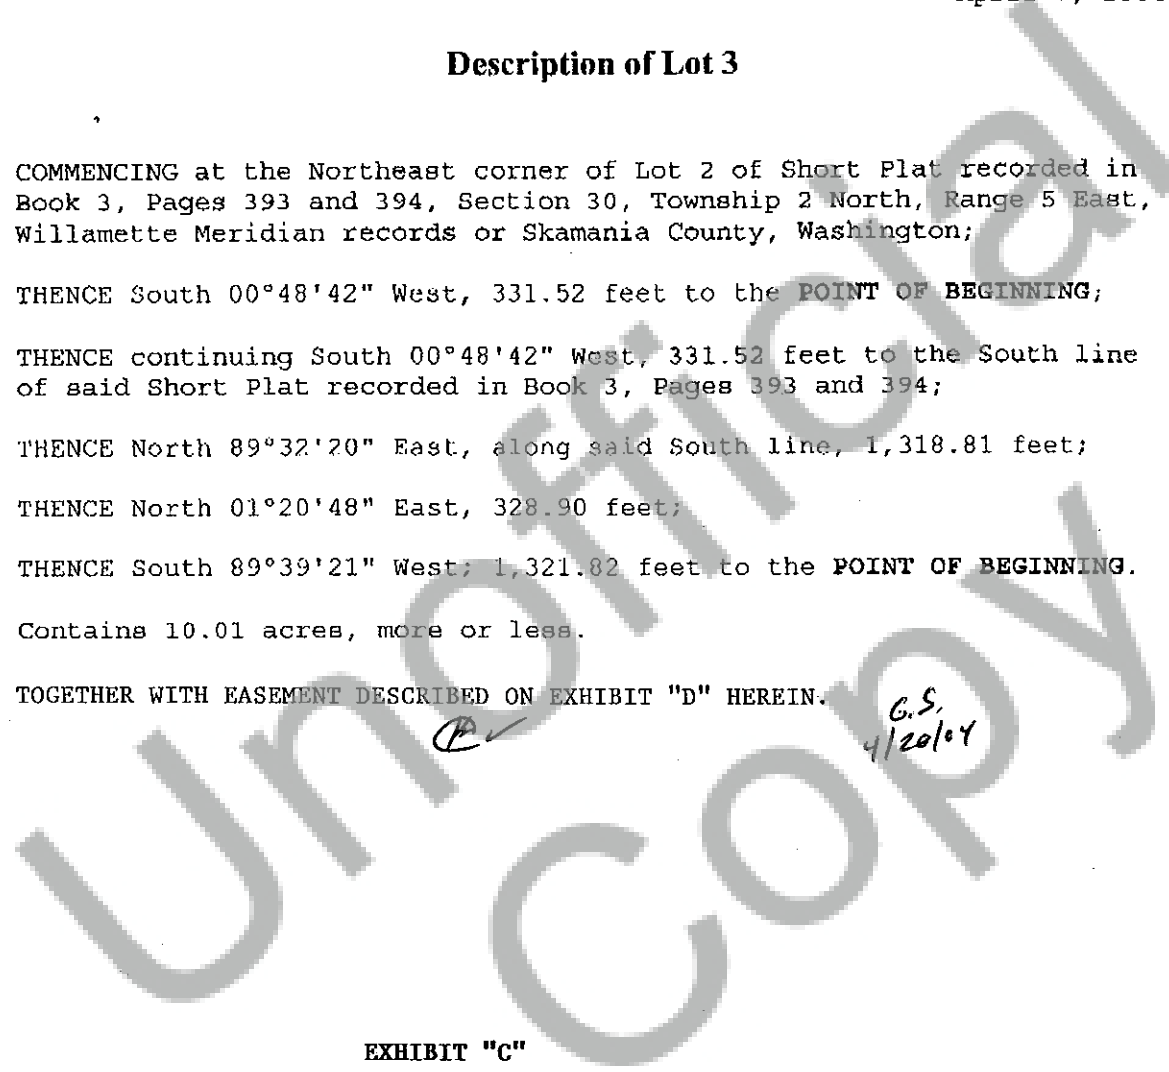 Description of Lot 3
COMMENCING at the Northeast corner of Lot 2 of Short Plat recorded in
Book 3, Pages 393 and 394, Section 30, Township 2 North, Range 5 East,
Willamette Meridian records or Skamania County, Washington;
THENCE South 00°48'42" West, 331.52 feet to the POINT OF BEGINNING;
THENCE continuing South 00°48'42" West, 331.52 feet to the South line
of said Short Plat recorded in Book 3, Pages 393 and 394;
THENCE North 89°32'20" East, along said South line, 1,318.81 feet;
THENCE North 01°20'48" East, 328.90 feet;
THENCE South 89°39'21" West; 1,321.82 feet to the POINT OF BEGINNING.
Contains 10.01 acres, more or less.
TOGETHER WITH EASEMENT DESCRIBED ON EXHIBIT "D" HEREIN.
G.S.
4/20/04
EXHIBIT "C"
Unofficial
Copy